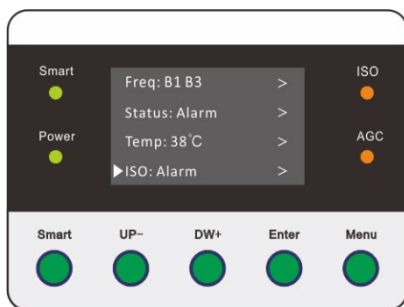 Smart
ISO
Freq: B1 B3 >
Status: Alarm >
Power
AGC
Temp: 38℃ >
▶ISO: Alarm >
Smart UP- DW+ Enter Menu